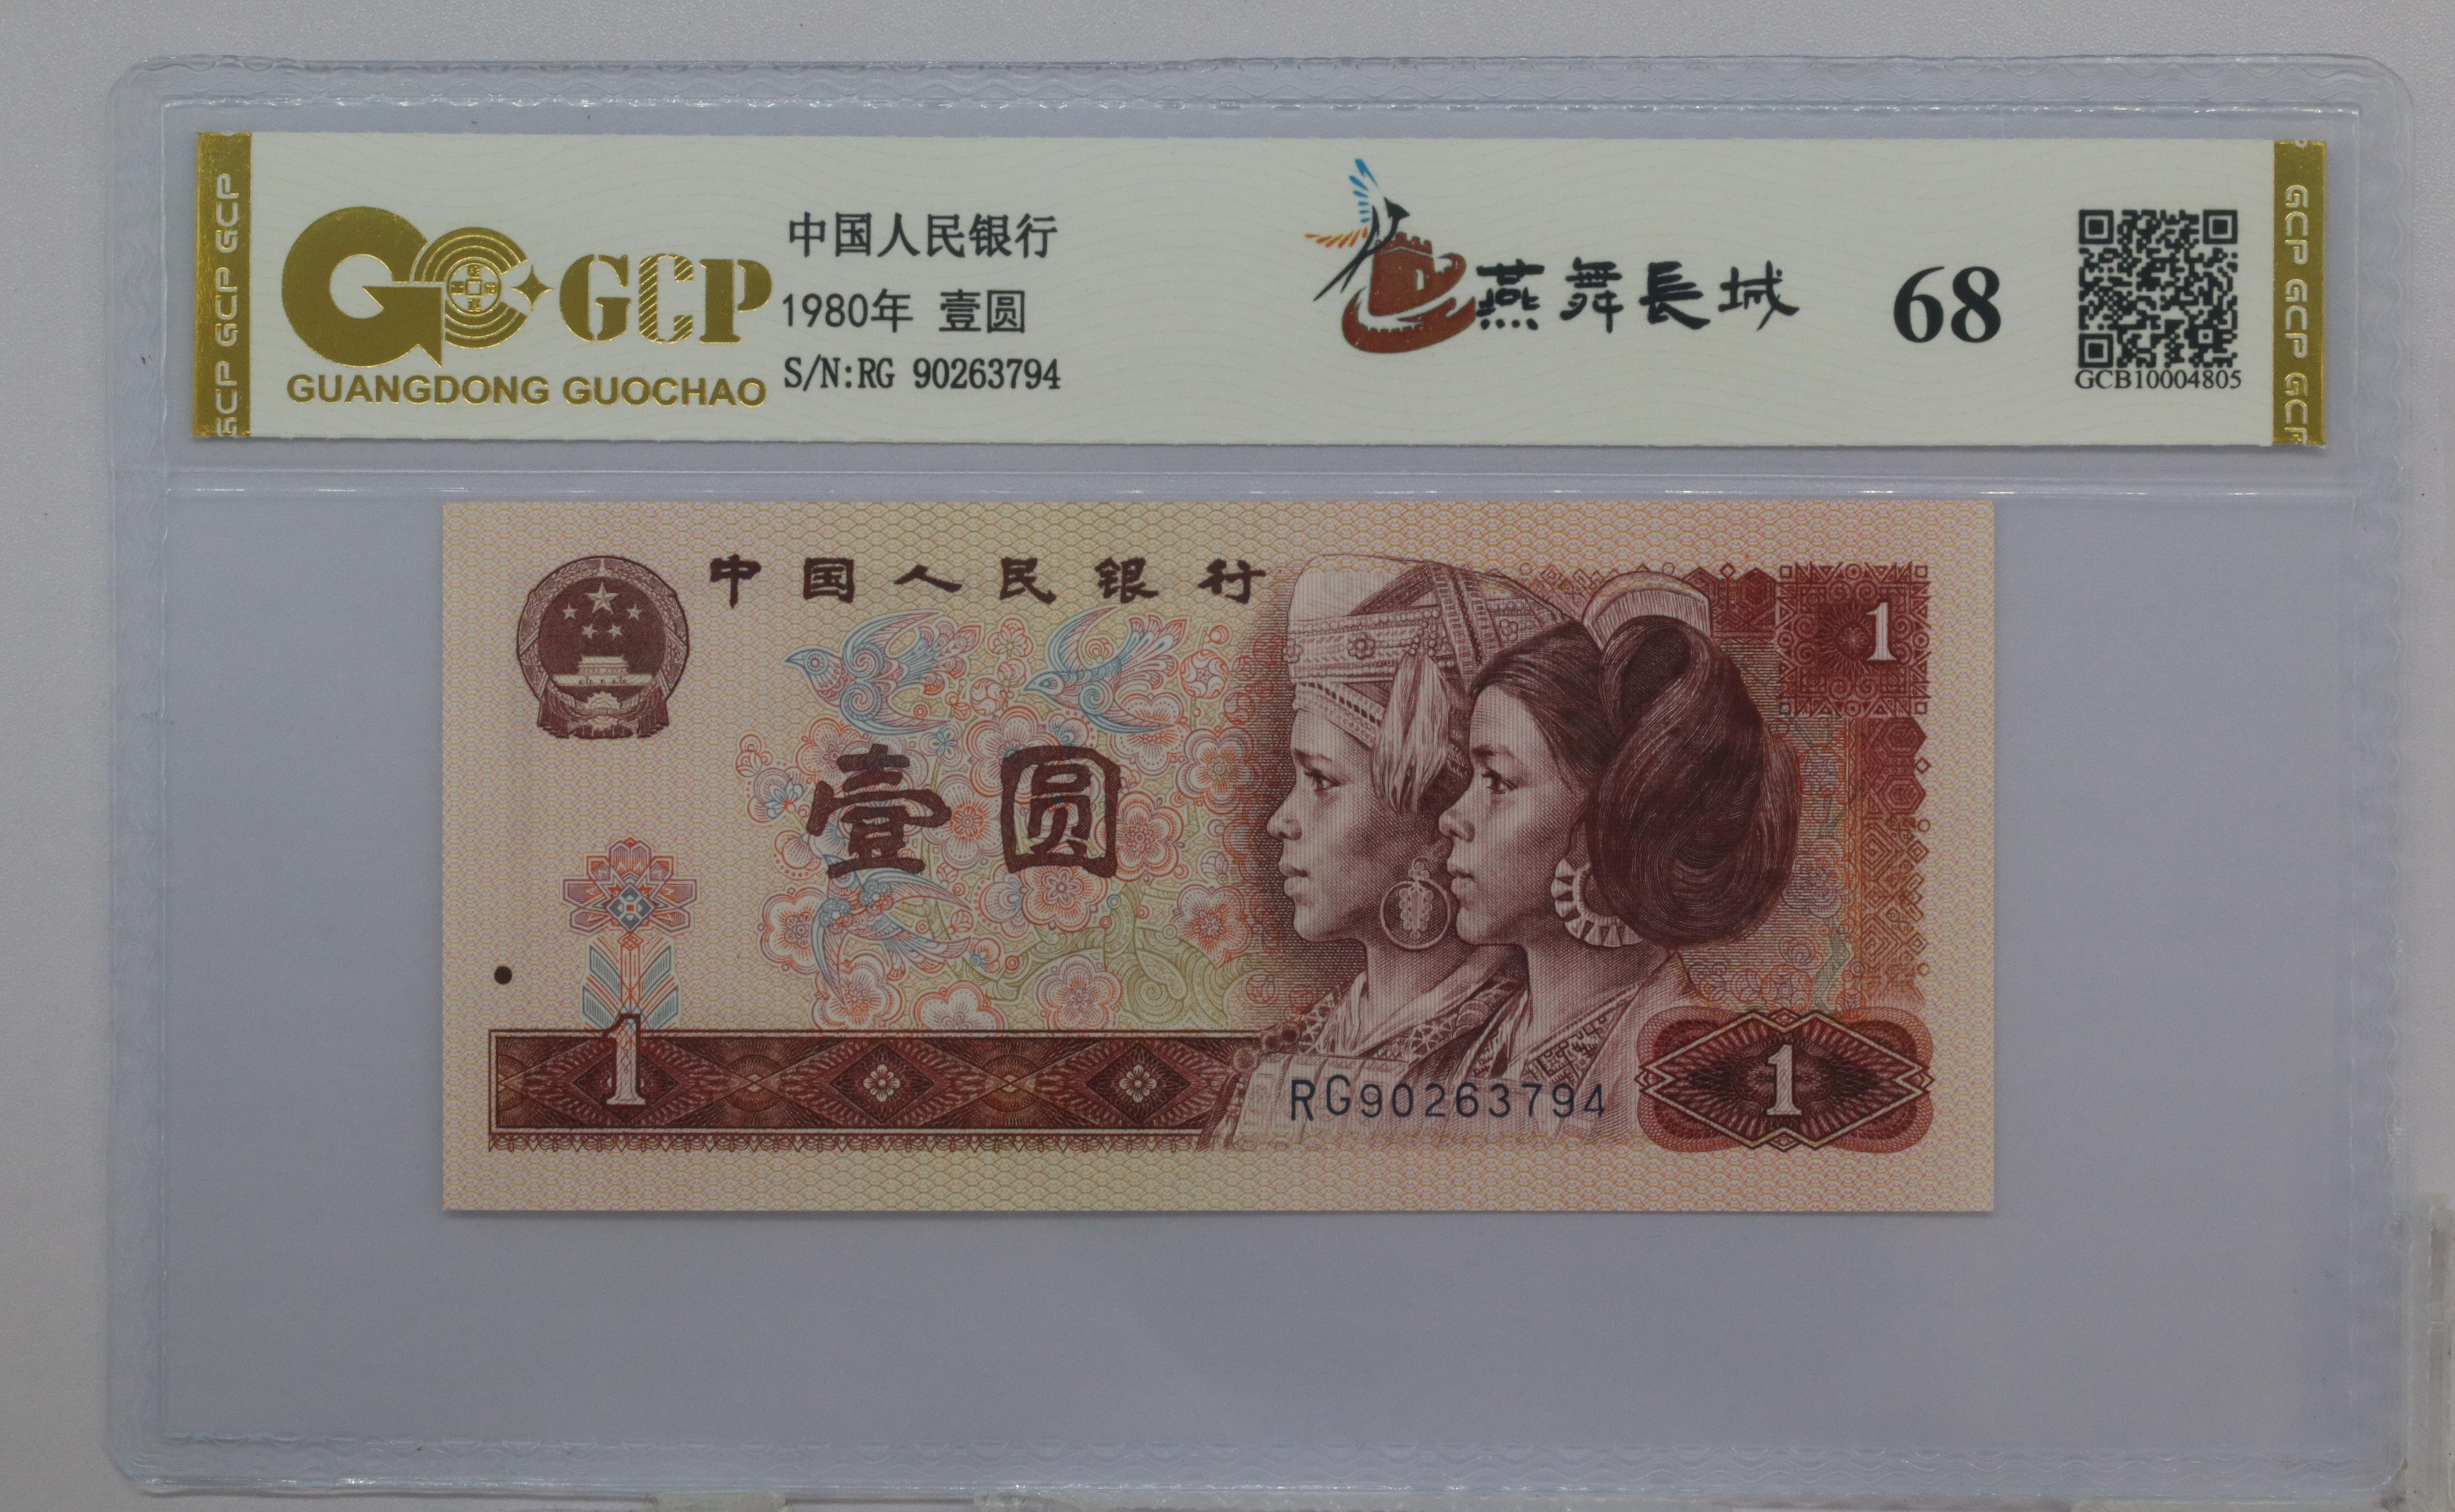 GCP GCP GCP
GCP
GUANGDONG GUOCHAO
中国人民银行
1980年 壹圆
S/N:RG 90263794
燕舞長城
68
GCB10004805
GCP GCP GCP
中国人民银行
1
壹圆
1
RG90263794
1